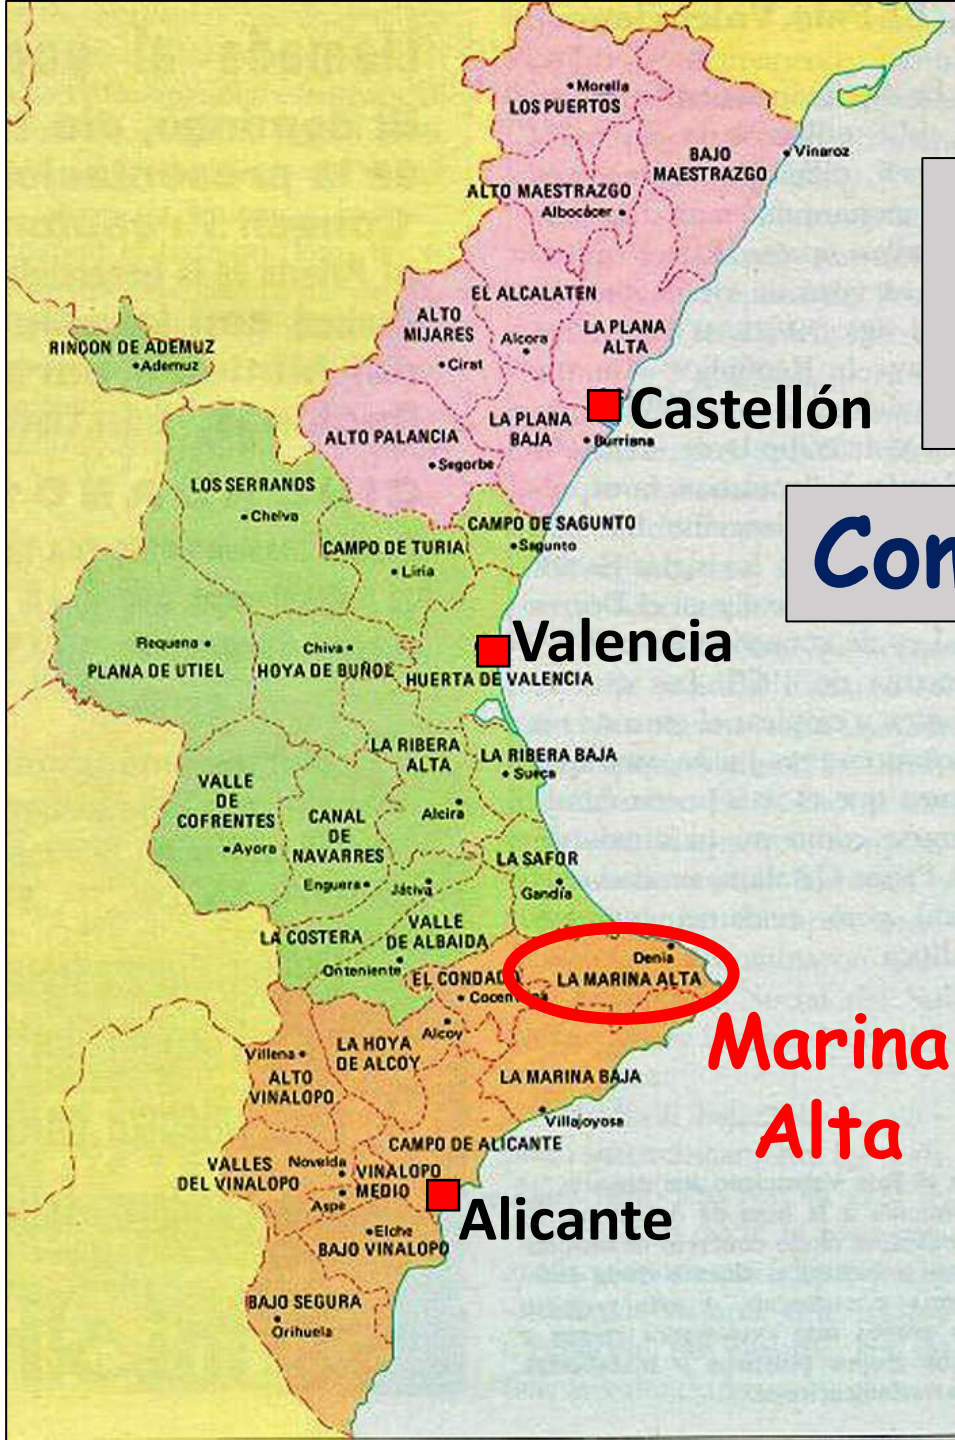 Morella
LOS PUERTOS
BAJO
MAESTRAZGO
Vinaroz
ALTO MAESTRAZGO
Albocácer
EL ALCALATEN
ALTO
MIJARES
Alcora
LA PLANA
ALTA
Cirat
RINCON DE ADEMUZ
Ademuz
Castellón
LA PLANA
BAJA
Burriana
ALTO PALANCIA
Segorbe
LOS SERRANOS
Chelva
CAMPO DE SAGUNTO
Sagunto
CAMPO DE TURIA
Liria
Con
Valencia
Requena
PLANA DE UTIEL
Chiva
HOYA DE BUÑOL
HUERTA DE VALENCIA
LA RIBERA
ALTA
LA RIBERA BAJA
Sueca
VALLE
DE
COFRENTES
Ayora
CANAL
DE
NAVARRES
Enguera
Alcira
LA SAFOR
Gandía
Játiva
LA COSTERA
VALLE
DE ALBAIDA
Onteniente
EL CONDADO
Denia
LA MARINA ALTA
Marina
Alta
LA HOYA
DE ALCOY
Alcoy
Villena
ALTO
VINALOPO
LA MARINA BAJA
Villajoyosa
CAMPO DE ALICANTE
VALLES
DEL VINALOPO
Novelda
VINALOPO
MEDIO
Aspe
Alicante
Elche
BAJO VINALOPO
BAJO SEGURA
Orihuela